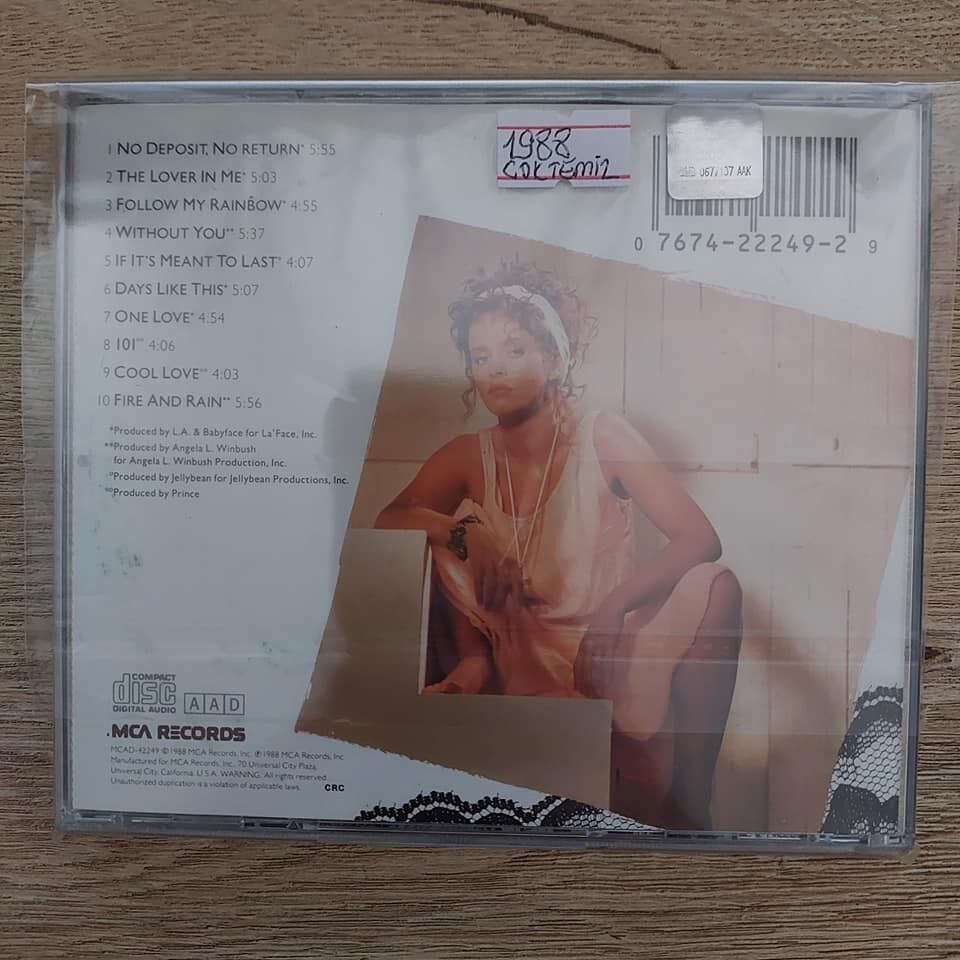 1 NO DEPOSIT, NO RETURN* 5:55
2 THE LOVER IN ME* 5:03
3 FOLLOW MY RAINBOW* 4:55
4 WITHOUT YOU** 5:37
5 IF IT'S MEANT TO LAST° 4:07
6 DAYS LIKE THIS* 5:07
7 ONE LOVE* 4:54
8 101°° 4:06
9 COOL LOVE°° 4:03
10 FIRE AND RAIN** 5:56
*Produced by L.A. & Babyface for La'Face, Inc.
**Produced by Angela L. Winbush
for Angela L. Winbush Production, Inc.
°Produced by Jellybean for Jellybean Productions, Inc.
°°Produced by Prince
1988
ÇOKTEMİZ
137 AAK
0 7674-22249-2 9
COMPACT
disc
DIGITAL AUDIO
AAD
MCA RECORDS
MCAD-42249 ©1988 MCA Records, Inc. ℗1988 MCA Records, Inc.
Manufactured for MCA Records, Inc. 70 Universal City Plaza,
Universal City, California U.S.A. WARNING: All rights reserved.
Unauthorized duplication is a violation of applicable laws.
CRC